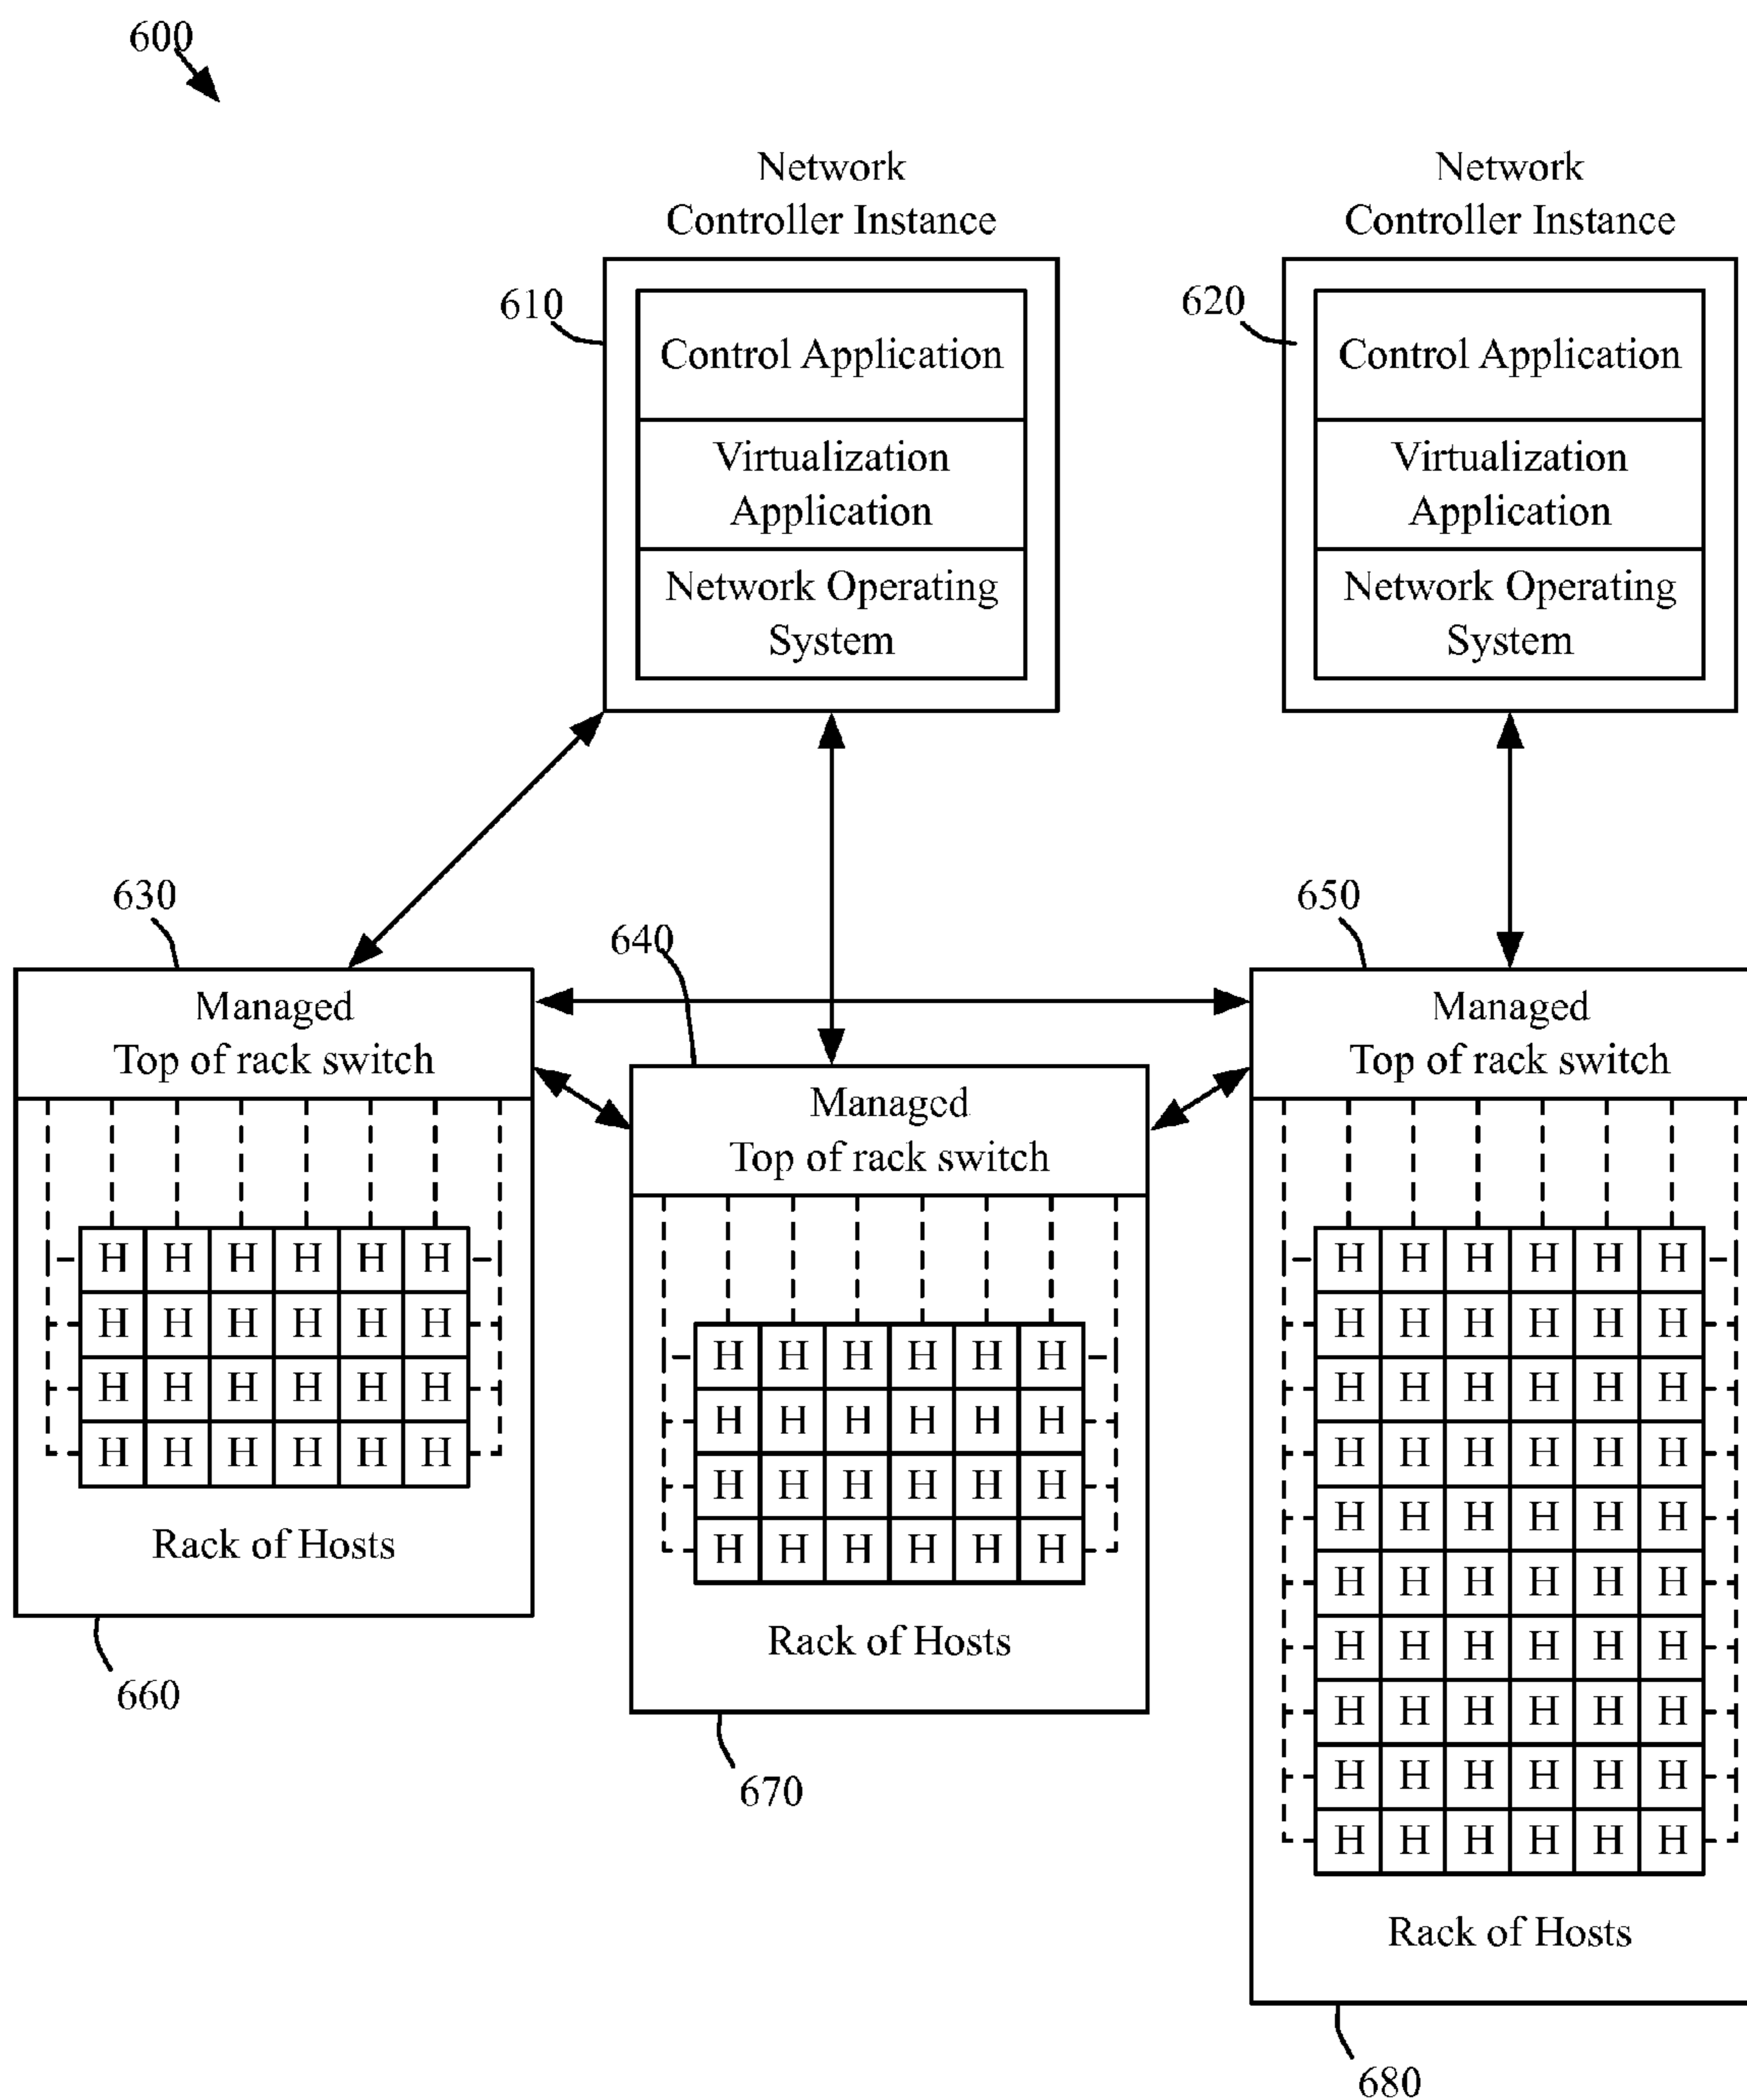 600
Network
Controller Instance
Network
Controller Instance
610
620
Control Application
Virtualization
Application
Network Operating
System
Control Application
Virtualization
Application
Network Operating
System
630
640
650
Managed
Top of rack switch
Managed
Top of rack switch
Managed
Top of rack switch
H H H H H H
H H H H H H
H H H H H H
H H H H H H
Rack of Hosts
660
H H H H H H
H H H H H H
H H H H H H
H H H H H H
Rack of Hosts
670
H H H H H H
H H H H H H
H H H H H H
H H H H H H
H H H H H H
H H H H H H
H H H H H H
H H H H H H
H H H H H H
H H H H H H
Rack of Hosts
680